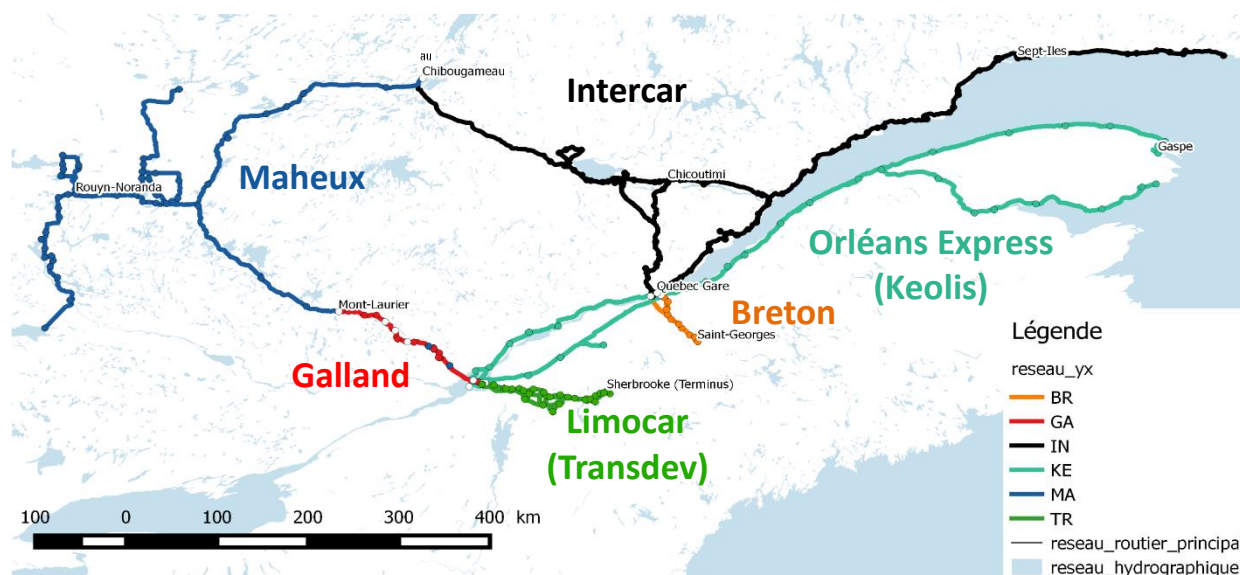 Sept-Iles
au
Chibougameau
Intercar
Gaspe
Chicoutimi
Rouyn-Noranda
Maheux
Orléans Express
(Keolis)
Québec Gare
Breton
Mont-Laurier
Saint-Georges
Galland
Sherbrooke (Terminus)
Limocar
(Transdev)
100 0 100 200 300 400 km
Légende
reseau_yx
BR
GA
IN
KE
MA
TR
reseau_routier_principa
reseau_hydrographique